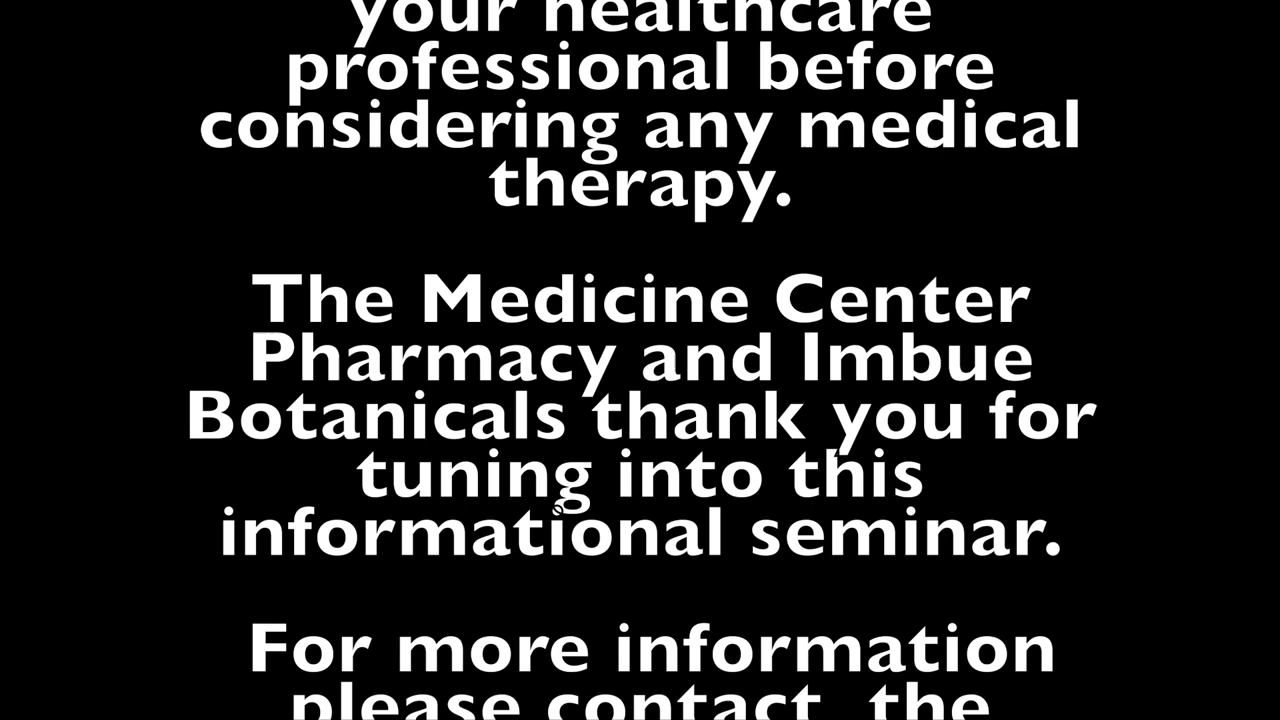 your healthcare
professional before
considering any medical
therapy.
The Medicine Center
Pharmacy and Imbue
Botanicals thank you for
tuning into this
informational seminar.
For more information
please contact  the